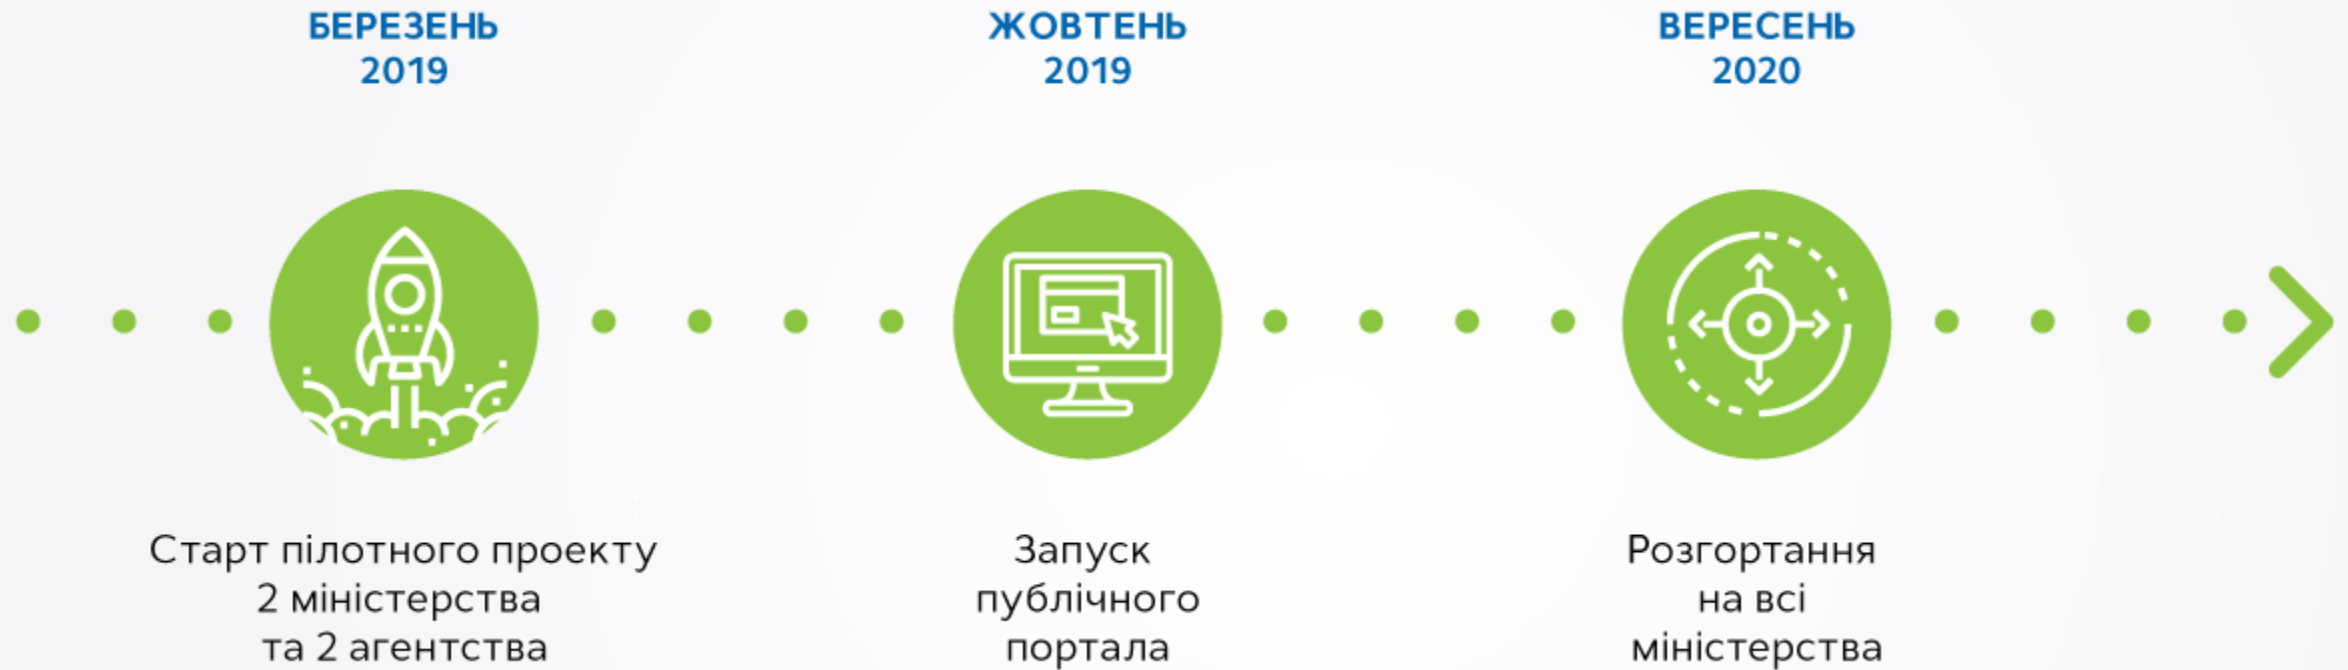 БЕРЕЗЕНЬ
2019
ЖОВТЕНЬ
2019
ВЕРЕСЕНЬ
2020
Старт пілотного проекту
2 міністерства
та 2 агентства
Запуск
публічного
портала
Розгортання
на всі
міністерства